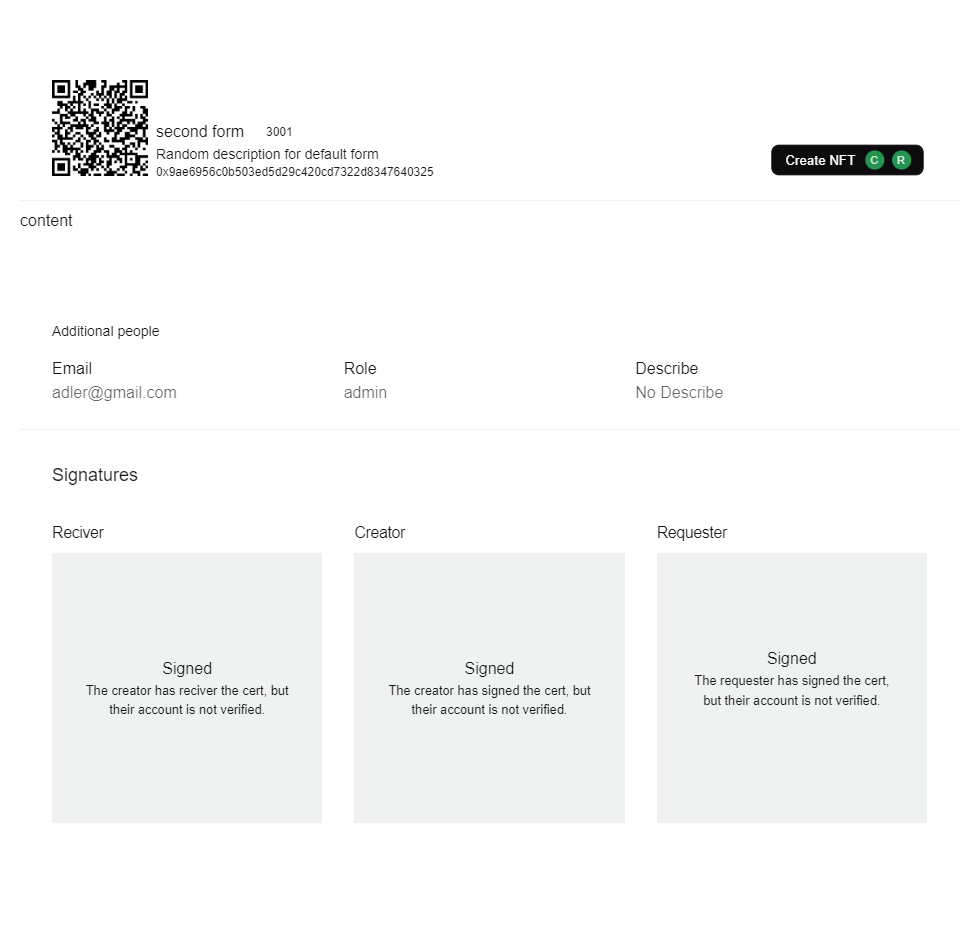 second form 3001
Random description for default form
0x9ae6956c0b503ed5d29c420cd7322d8347640325
Create NFT C R
content
Additional people
Email Role Describe
adler@gmail.com admin No Describe
Signatures
Reciver Creator Requester
Signed
The creator has reciver the cert, but
their account is not verified.
Signed
The creator has signed the cert, but
their account is not verified.
Signed
The requester has signed the cert,
but their account is not verified.